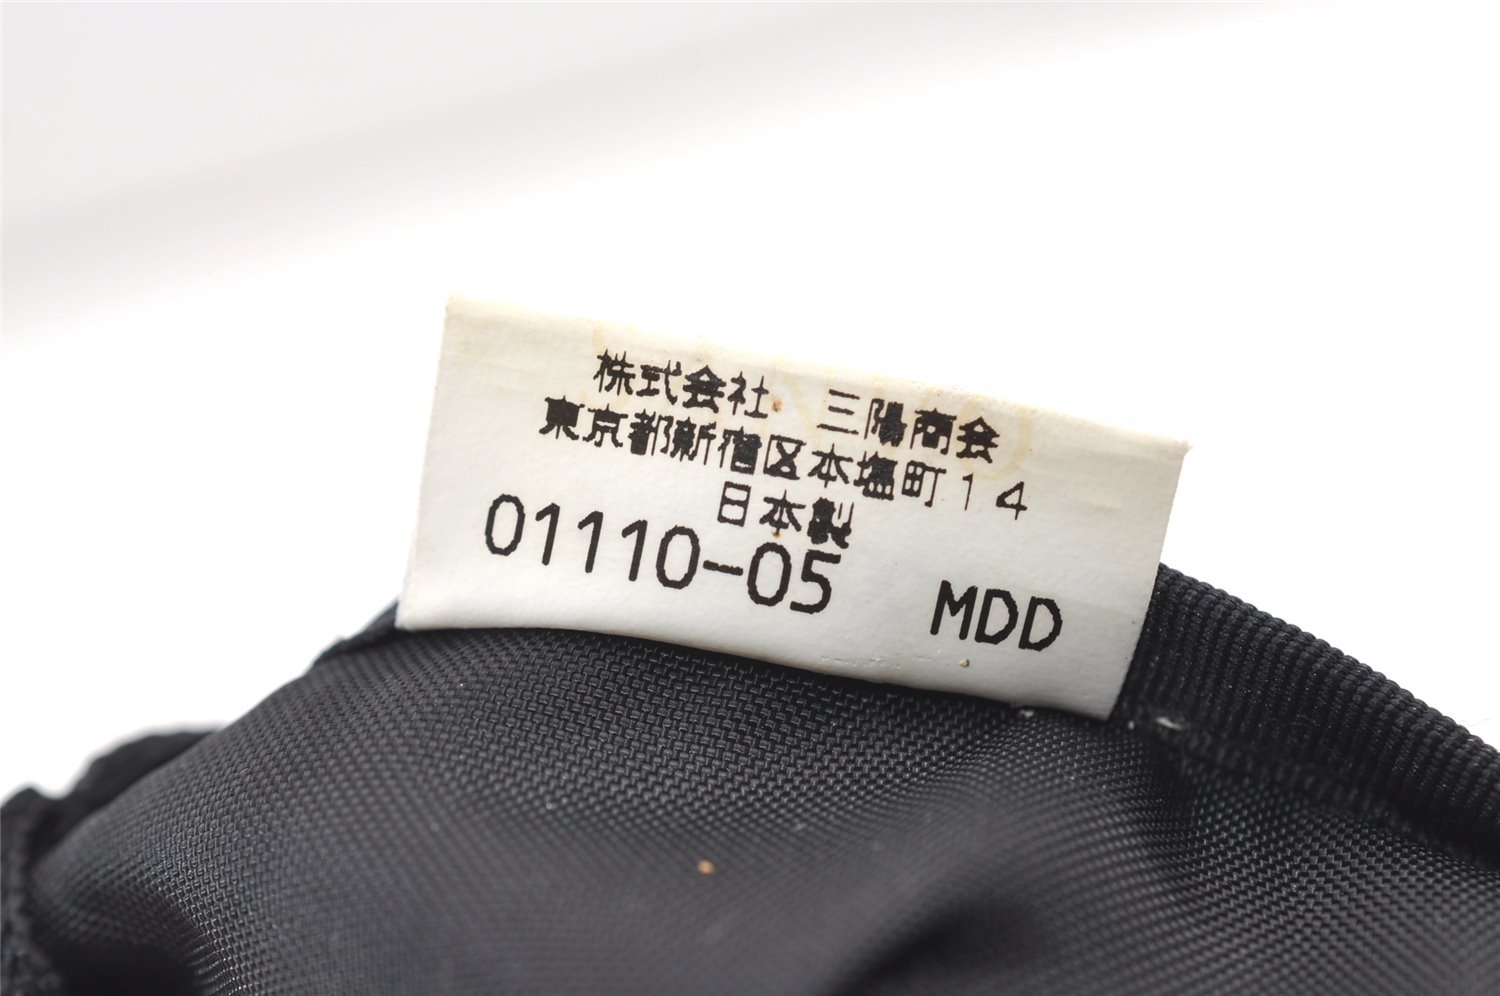 株式会社 三陽商会
東京都新宿区本塩町14
日本製
01110-05 MDD